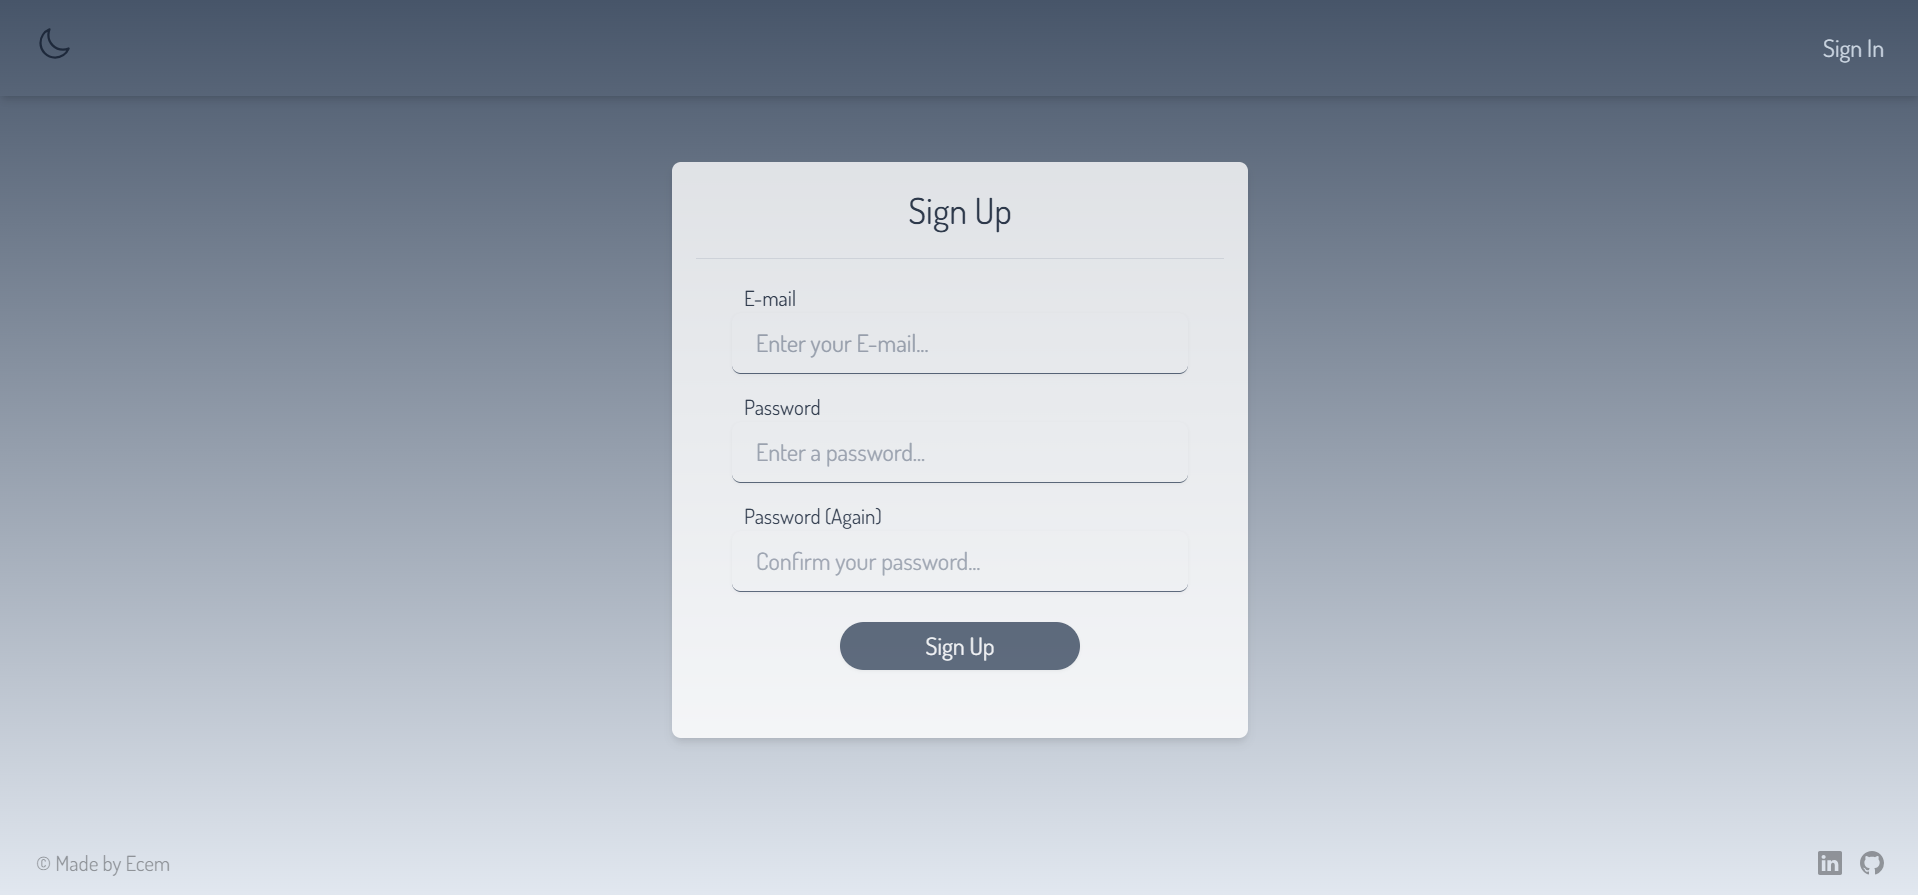 Sign In
Sign Up
E-mail
Enter your E-mail...
Password
Enter a password...
Password (Again)
Confirm your password...
Sign Up
© Made by Ecem
in